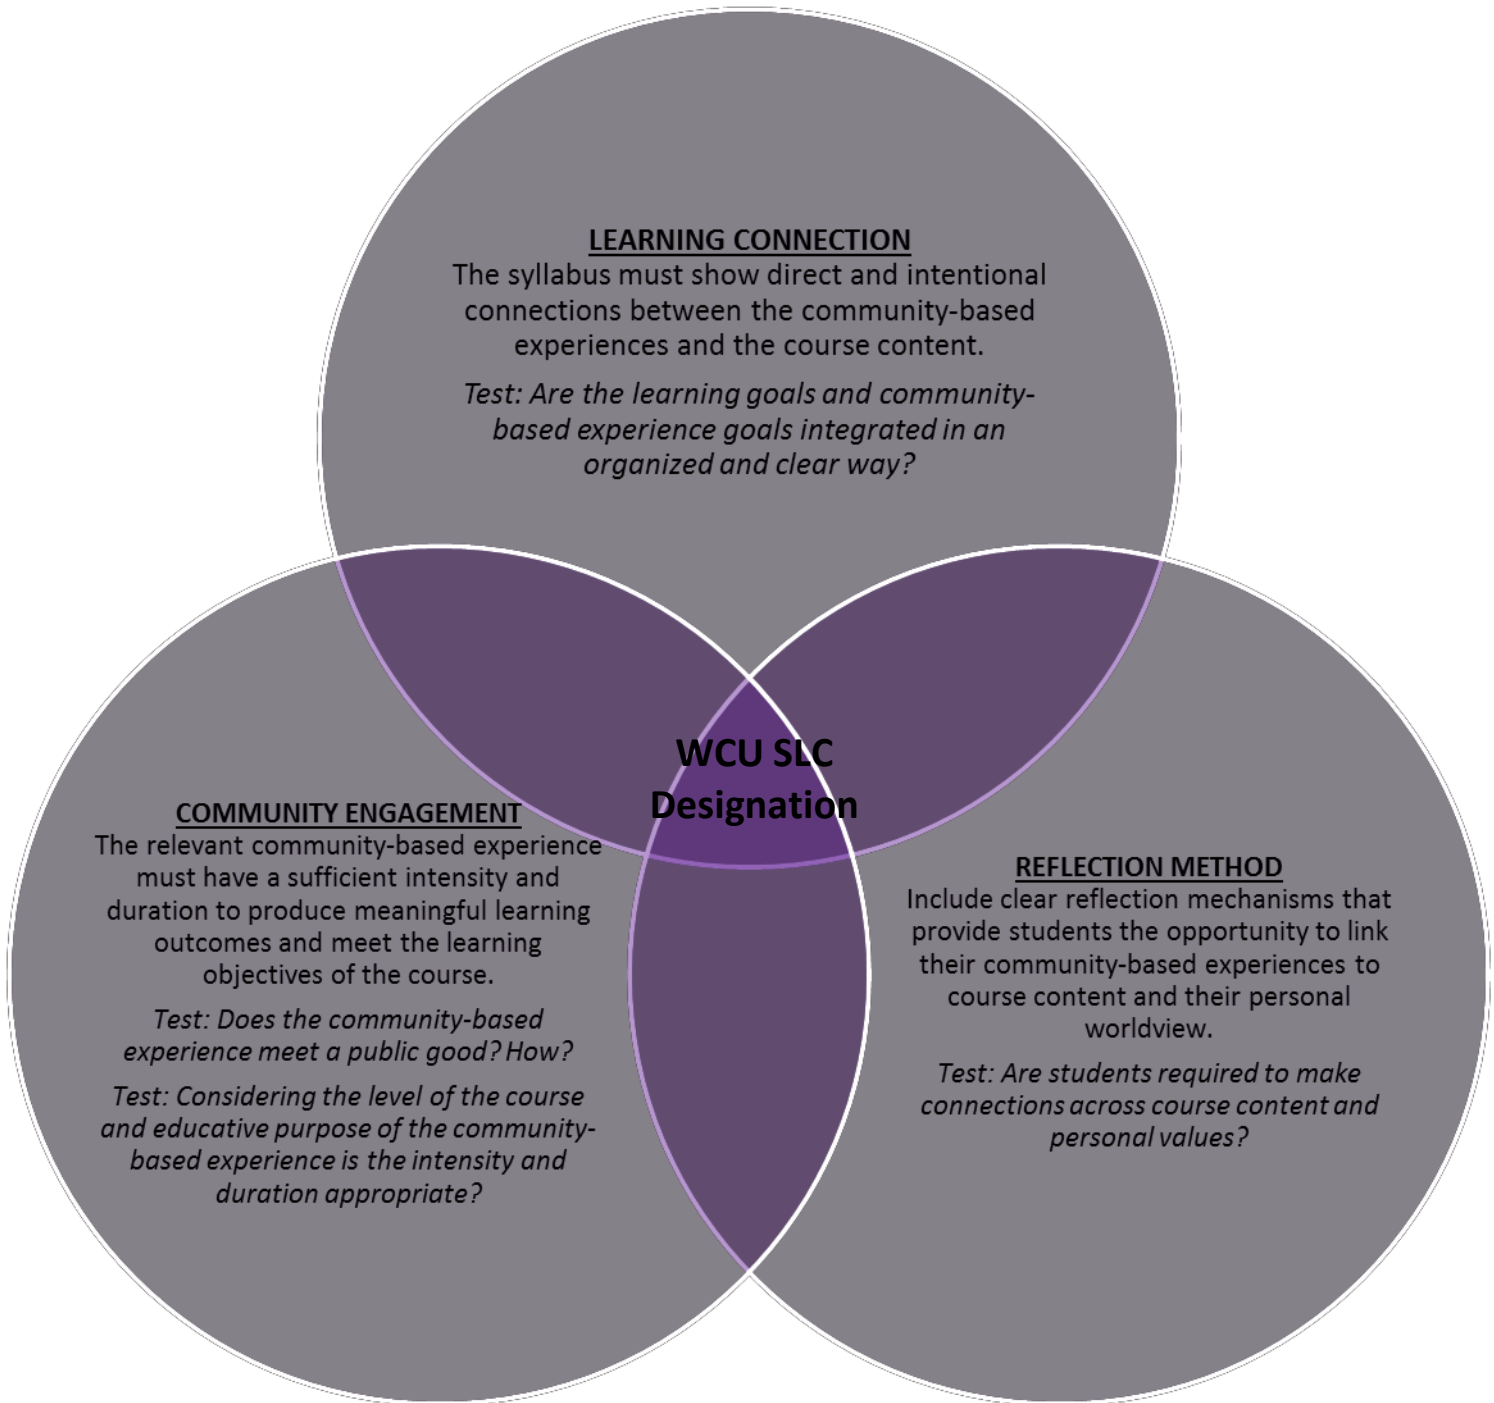 LEARNING CONNECTION
The syllabus must show direct and intentional
connections between the community-based
experiences and the course content.
Test: Are the learning goals and community-
based experience goals integrated in an
organized and clear way?
WCU SLC
Designation
COMMUNITY ENGAGEMENT
The relevant community-based experience
must have a sufficient intensity and
duration to produce meaningful learning
outcomes and meet the learning
objectives of the course.
Test: Does the community-based
experience meet a public good? How?
Test: Considering the level of the course
and educative purpose of the community-
based experience is the intensity and
duration appropriate?
REFLECTION METHOD
Include clear reflection mechanisms that
provide students the opportunity to link
their community-based experiences to
course content and their personal
worldview.
Test: Are students required to make
connections across course content and
personal values?